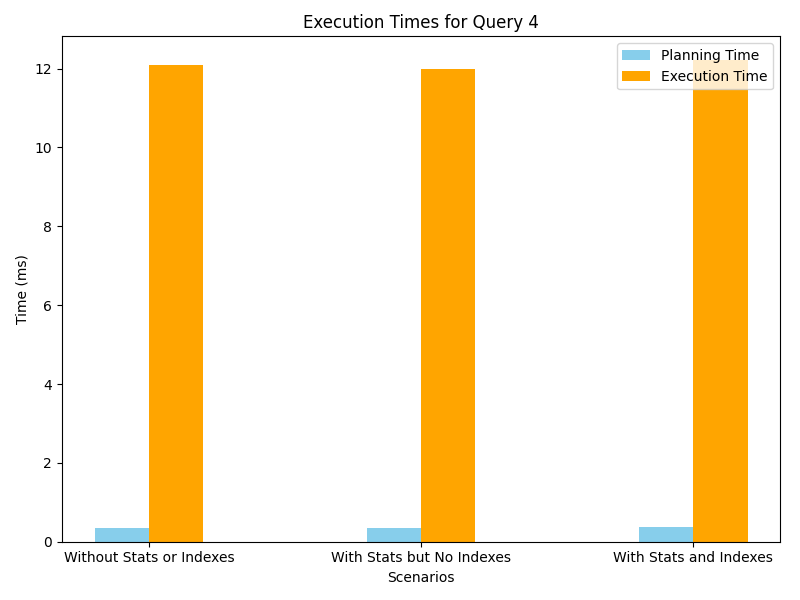 Execution Times for Query 4
Planning Time
Execution Time
12
10
8
6
4
2
0
Time (ms)
Without Stats or Indexes
With Stats but No Indexes
With Stats and Indexes
Scenarios